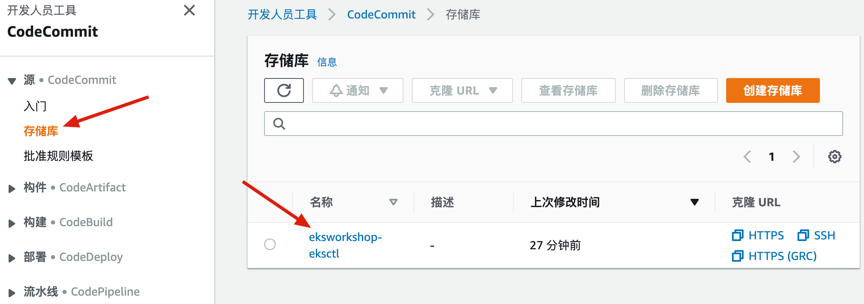 开发人员工具
CodeCommit
源 • CodeCommit
入门
存储库
批准规则模板
构件 • CodeArtifact
构建 • CodeBuild
部署 • CodeDeploy
流水线 • CodePipeline
开发人员工具 > CodeCommit > 存储库
存储库 信息
通知 克隆 URL 查看存储库 删除存储库 创建存储库
1
名称 描述 上次修改时间 克隆 URL
eksworkshop-
eksctl
-
27 分钟前
HTTPS SSH
HTTPS (GRC)